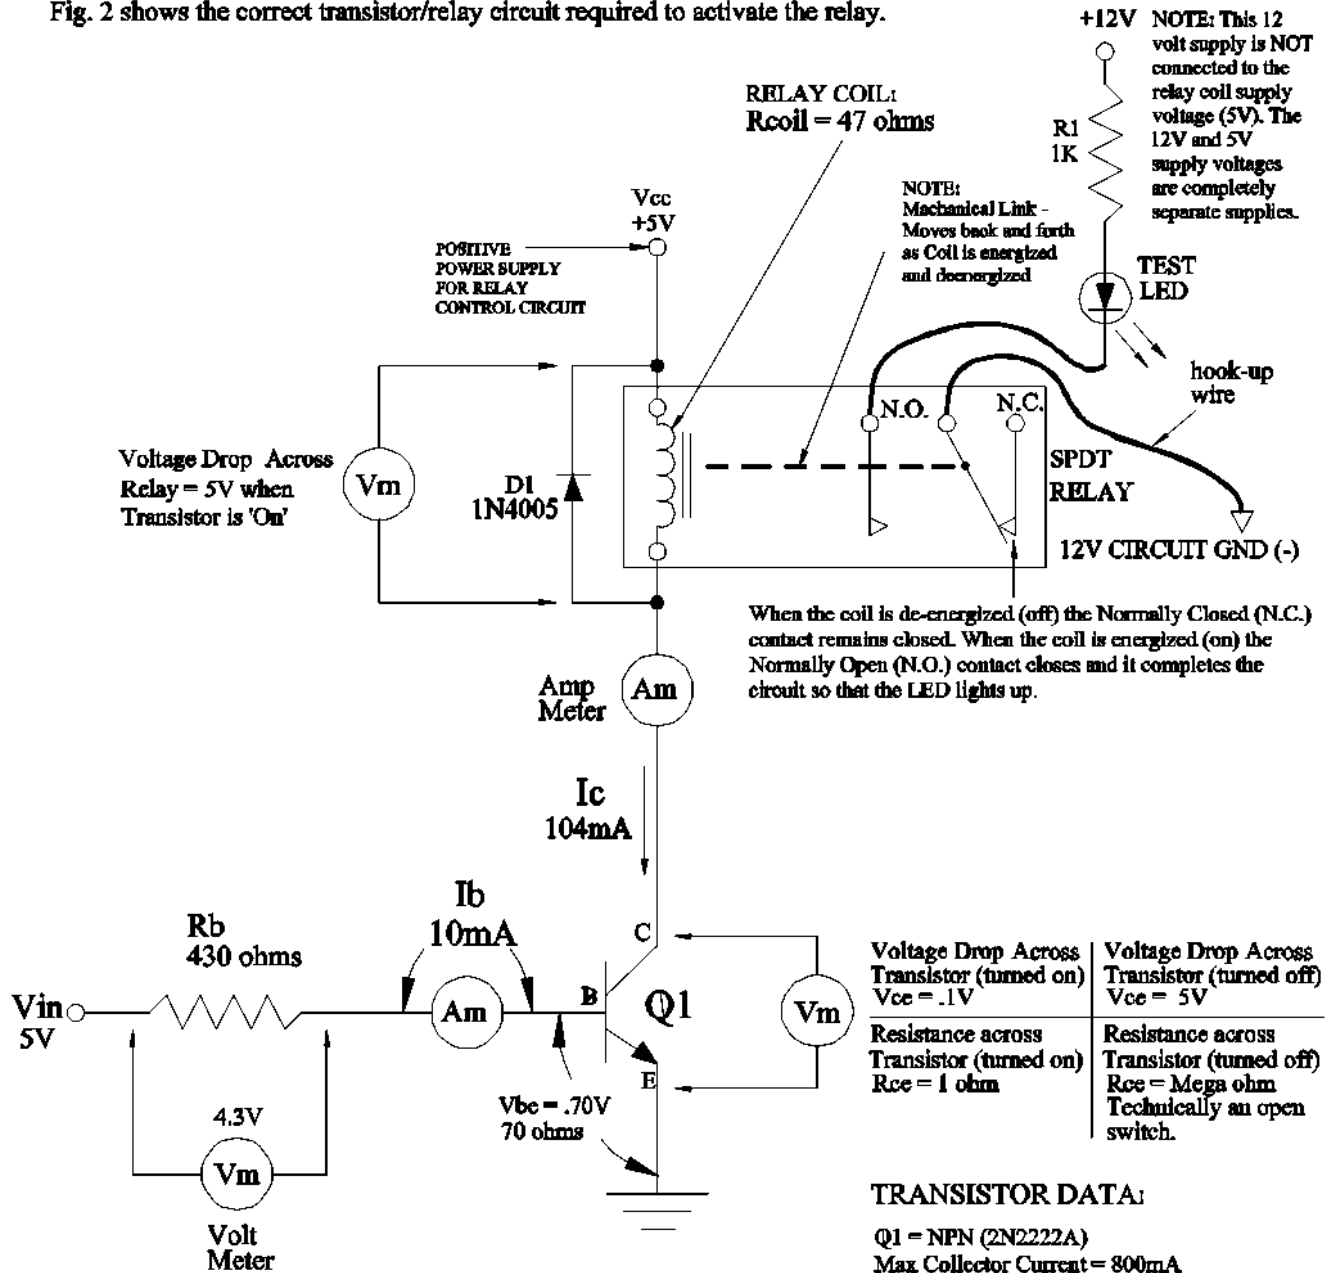 Fig. 2 shows the correct transistor/relay circuit required to activate the relay.
+12V
NOTE: This 12
volt supply is NOT
connected to the
relay coil supply
voltage (5V). The
12V and 5V
supply voltages
are completely
separate supplies.
RELAY COIL:
Rcoil = 47 ohms
R1
1K
NOTE:
Machanical Link -
Moves back and forth
as Coil is energized
and deenergized
Vcc
+5V
POSITIVE
POWER SUPPLY
FOR RELAY
CONTROL CIRCUIT
TEST
LED
hook-up
wire
N.O.
N.C.
Voltage Drop Across
Relay = 5V when
Transistor is 'On'
Vm
D1
1N4005
SPDT
RELAY
12V CIRCUIT GND (-)
When the coil is de-energized (off) the Normally Closed (N.C.)
contact remains closed. When the coil is energized (on) the
Normally Open (N.O.) contact closes and it completes the
circuit so that the LED lights up.
Amp
Meter
Am
Ic
104mA
Ib
10mA
Rb
430 ohms
Vin
5V
Am
B
C
Q1
E
Vm
Vbe = .70V
70 ohms
4.3V
Vm
Volt
Meter
Voltage Drop Across
Transistor (turned on)
Vce = .1V
Voltage Drop Across
Transistor (turned off)
Vce = 5V
Resistance across
Transistor (turned on)
Rce = 1 ohm
Resistance across
Transistor (turned off)
Rce = Mega ohm
Technically an open
switch.
TRANSISTOR DATA:
Q1 = NPN (2N2222A)
Max Collector Current = 800mA